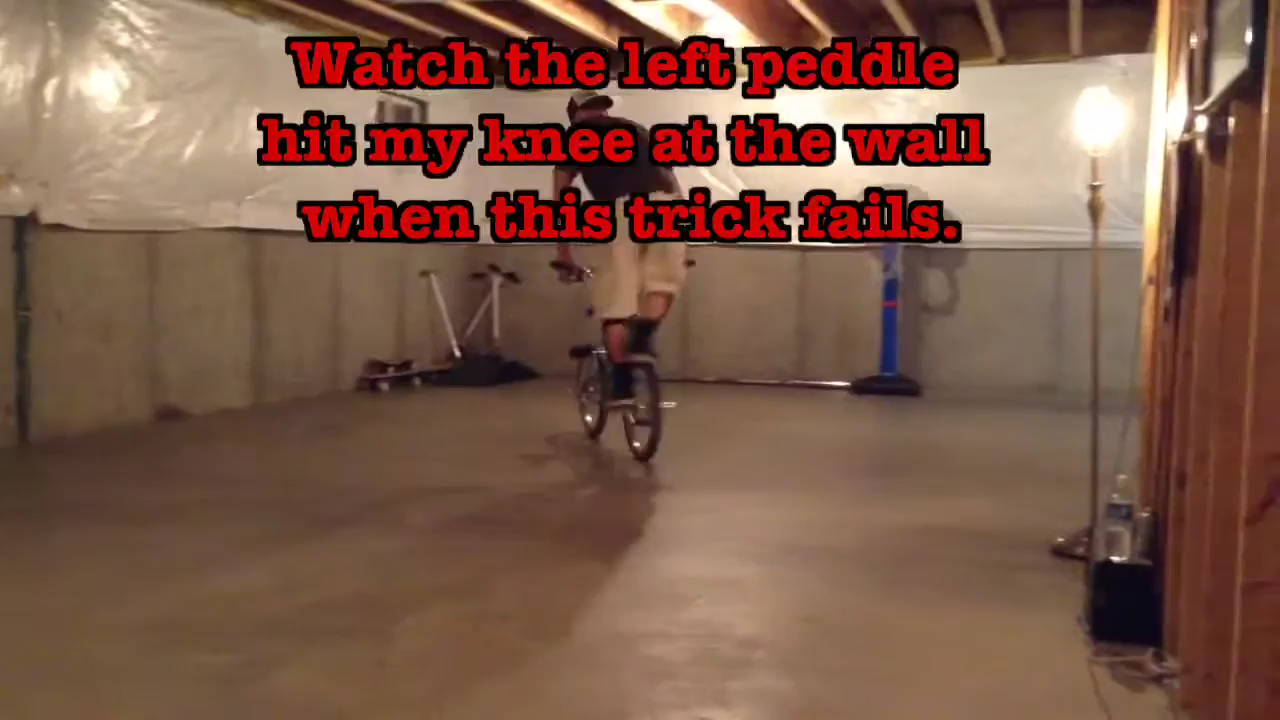 Watch the left peddle
hit my knee at the wall
when this trick fails.